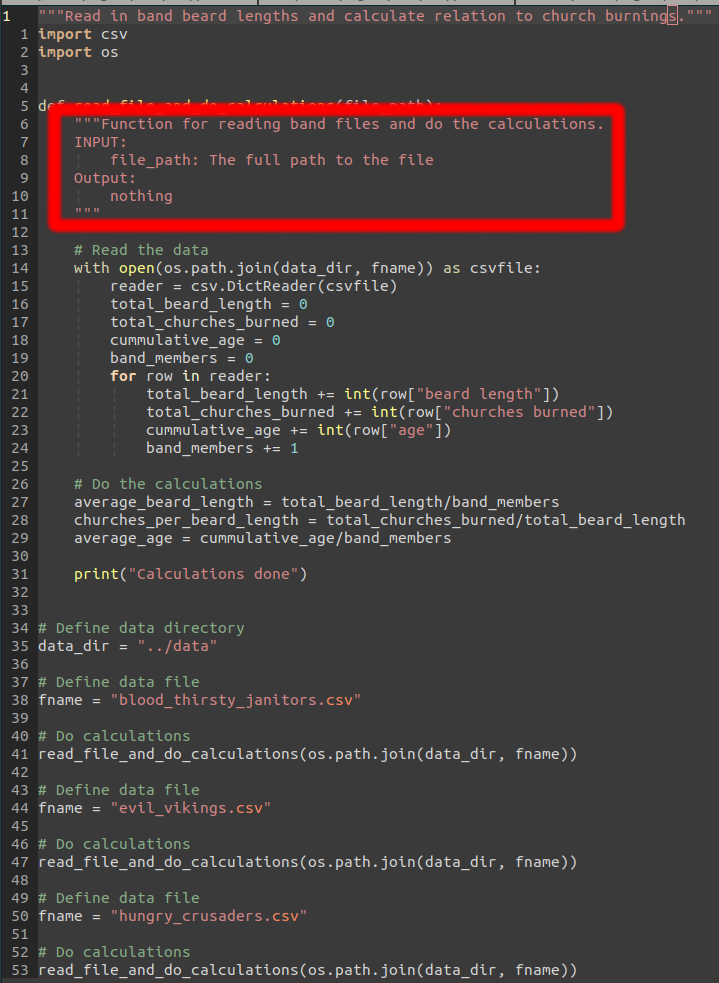 1 """Read in band beard lengths and calculate relation to church burnings."""
1 import csv
2 import os
3
4
5 def read_file_and_do_calculations(file_path):
6     """Function for reading band files and do the calculations.
7     INPUT:
8         file_path: The full path to the file
9     Output:
10         nothing
11     """
12
13     # Read the data
14     with open(os.path.join(data_dir, fname)) as csvfile:
15         reader = csv.DictReader(csvfile)
16         total_beard_length = 0
17         total_churches_burned = 0
18         cummulative_age = 0
19         band_members = 0
20         for row in reader:
21             total_beard_length += int(row["beard length"])
22             total_churches_burned += int(row["churches burned"])
23             cummulative_age += int(row["age"])
24             band_members += 1
25
26     # Do the calculations
27     average_beard_length = total_beard_length/band_members
28     churches_per_beard_length = total_churches_burned/total_beard_length
29     average_age = cummulative_age/band_members
30
31     print("Calculations done")
32
33
34 # Define data directory
35 data_dir = "../data"
36
37 # Define data file
38 fname = "blood_thirsty_janitors.csv"
39
40 # Do calculations
41 read_file_and_do_calculations(os.path.join(data_dir, fname))
42
43 # Define data file
44 fname = "evil_vikings.csv"
45
46 # Do calculations
47 read_file_and_do_calculations(os.path.join(data_dir, fname))
48
49 # Define data file
50 fname = "hungry_crusaders.csv"
51
52 # Do calculations
53 read_file_and_do_calculations(os.path.join(data_dir, fname))